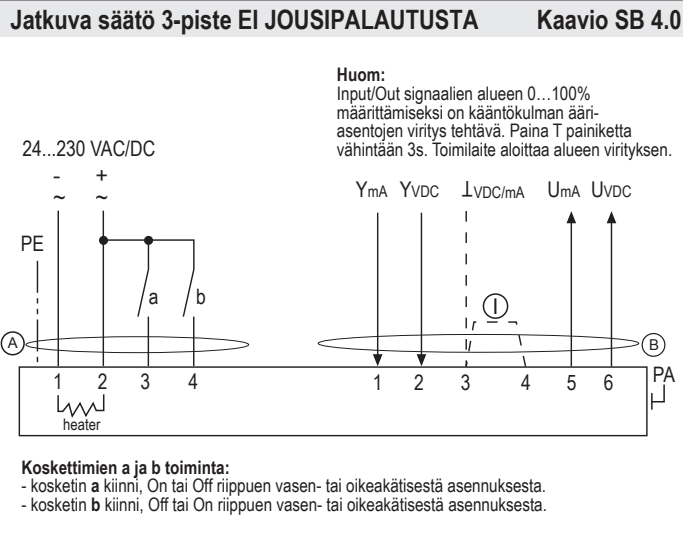 Jatkuva säätö 3-piste EI JOUSIPALAUTUSTA Kaavio SB 4.0
Huom:
Input/Out signaalien alueen 0...100%
määrittämiseksi on kääntökulman ääri-
asentojen viritys tehtävä. Paina T painiketta
vähintään 3s. Toimilaite aloittaa alueen virityksen.
24...230 VAC/DC
- +
~ ~
YmA YVDC ⊥VDC/mA UmA UVDC
PE
a b
I
A B
1 2 3 4 1 2 3 4 5 6 PA
heater
Koskettimien a ja b toiminta:
- kosketin a kiinni, On tai Off riippuen vasen- tai oikeakätisestä asennuksesta.
- kosketin b kiinni, Off tai On riippuen vasen- tai oikeakätisestä asennuksesta.